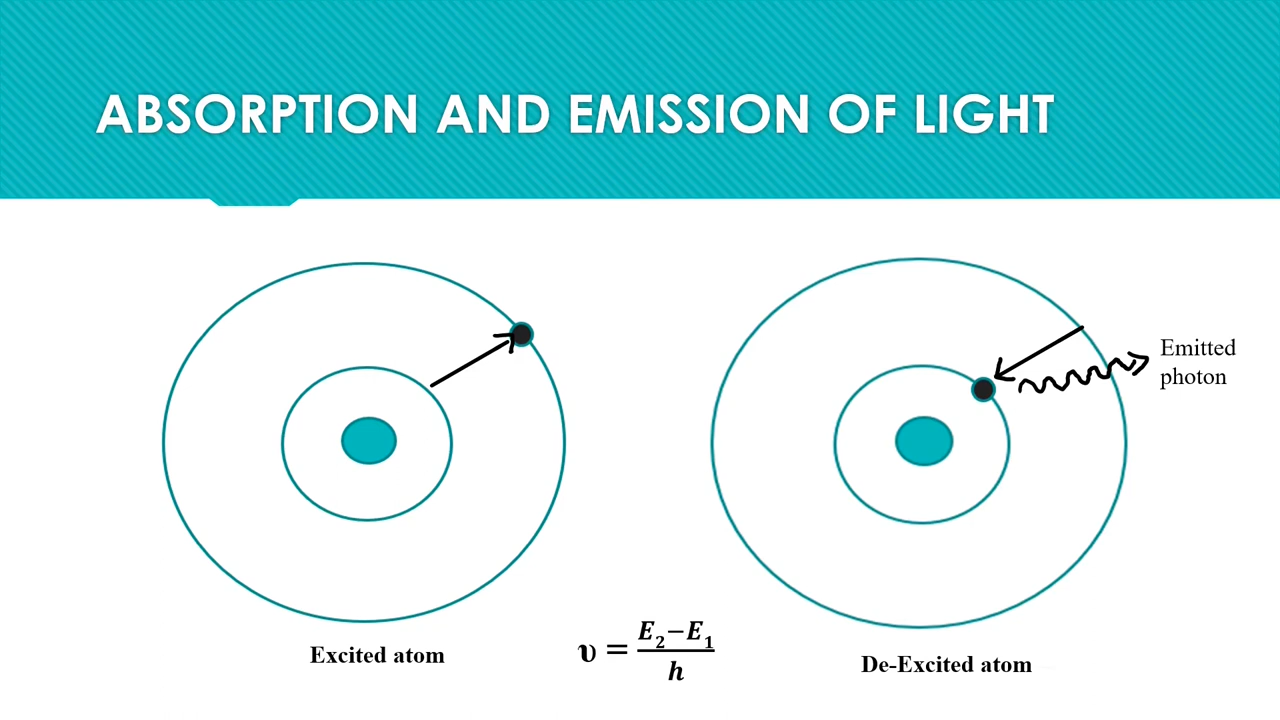 ABSORPTION AND EMISSION OF LIGHT
Emitted
photon
Excited atom
υ = E₂−E₁ / h
De-Excited atom